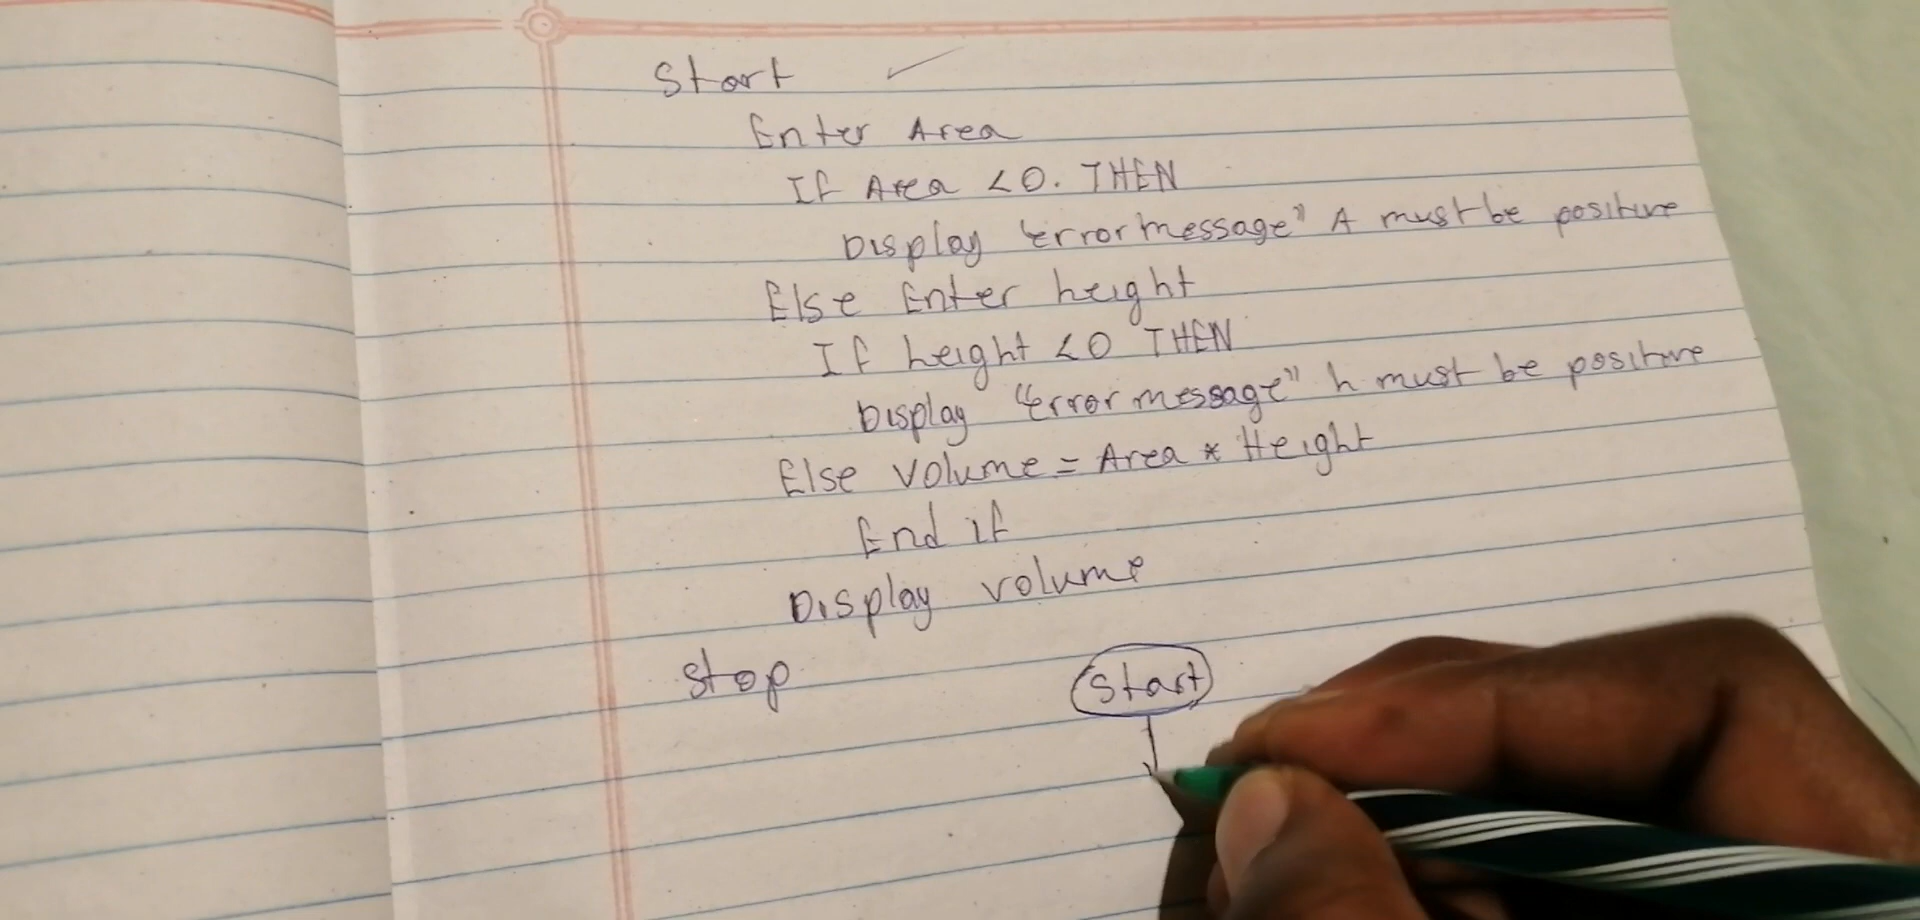 Start
Enter Area
If Area <0. THEN
Display "error message" A must be positive
Else Enter height
If height <0 THEN
Display "error message" h must be positive
Else Volume = Area * Height
End if
Display volume
Stop
Start